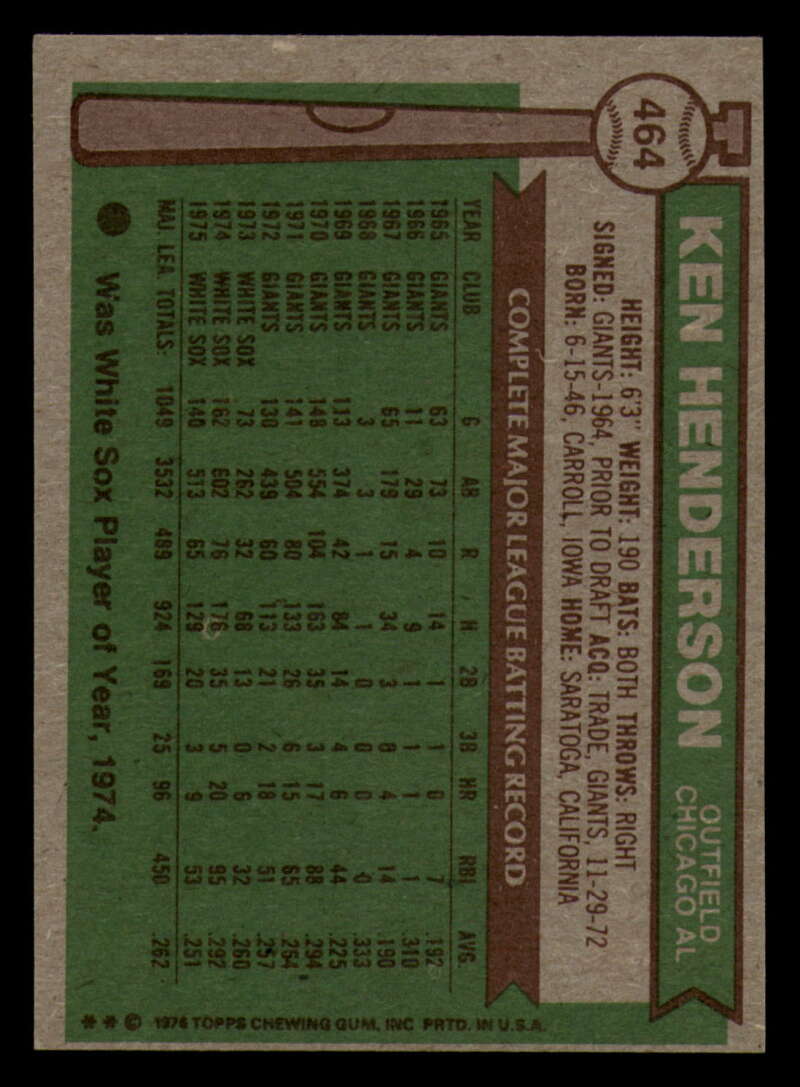 464
KEN HENDERSON
OUTFIELD
CHICAGO AL
HEIGHT: 6'3" WEIGHT: 190 BATS: BOTH THROWS: RIGHT
SIGNED: GIANTS-1964, PRIOR TO DRAFT ACQ: TRADE, GIANTS, 11-29-72
BORN: 6-15-46, CARROLL, IOWA HOME: SARATOGA, CALIFORNIA
COMPLETE MAJOR LEAGUE BATTING RECORD
YEAR CLUB G AB R H 2B 3B HR RBI AVG.
1965 GIANTS 63 73 10 14 1 1 0 7 .192
1966 GIANTS 11 29 4 9 1 1 1 1 .310
1967 GIANTS 65 179 15 34 3 8 4 14 .190
1968 GIANTS 3 3 1 1 0 0 0 0 .333
1969 GIANTS 113 374 42 84 14 4 6 44 .225
1970 GIANTS 148 554 104 163 35 3 17 88 .294
1971 GIANTS 141 504 80 133 26 6 15 65 .264
1972 GIANTS 130 439 60 113 21 2 18 51 .257
1973 WHITE SOX 73 262 32 68 13 0 6 32 .260
1974 WHITE SOX 162 602 76 176 35 5 20 95 .292
1975 WHITE SOX 140 513 65 129 20 3 9 53 .251
MAJ. LEA. TOTALS: 1049 3532 489 924 169 25 96 450 .262
Was White Sox Player of Year, 1974.
* * © 1976 TOPPS CHEWING GUM, INC PRTD. IN U.S.A.